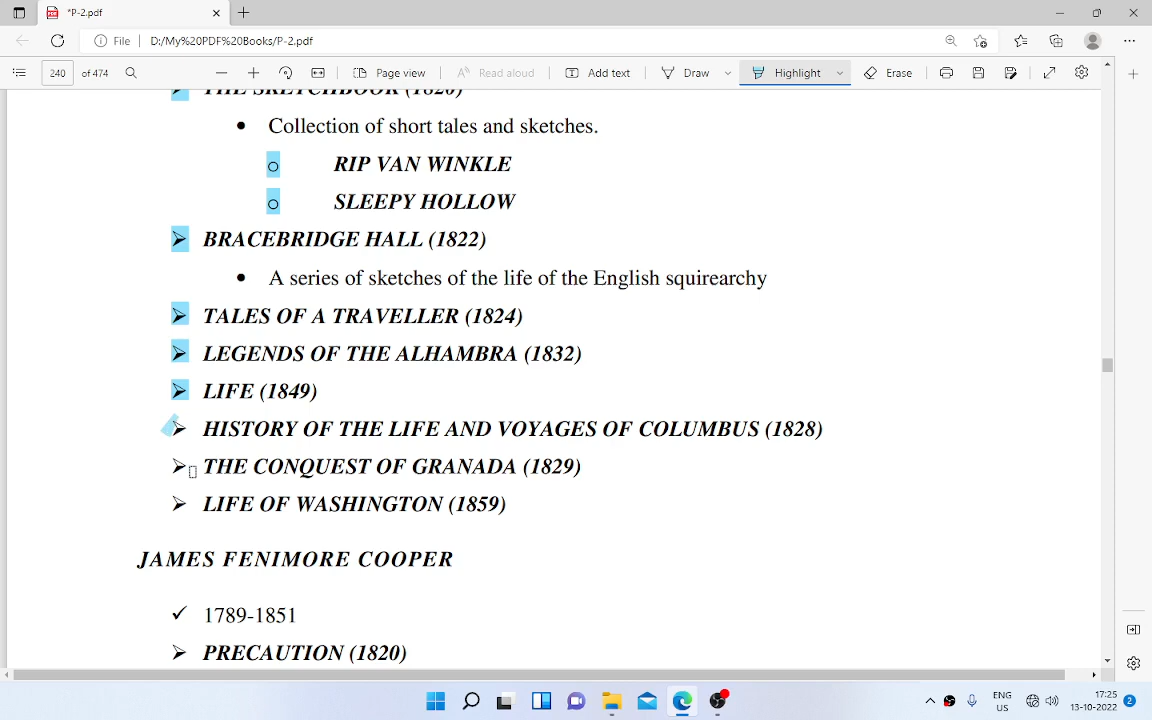 *P-2.pdf
File
D:/My%20PDF%20Books/P-2.pdf
240 of 474
Page view
Read aloud
Add text
Draw
Highlight
Erase
THE SKETCHBOOK (1820)
• Collection of short tales and sketches.
o RIP VAN WINKLE
o SLEEPY HOLLOW
➢ BRACEBRIDGE HALL (1822)
• A series of sketches of the life of the English squirearchy
➢ TALES OF A TRAVELLER (1824)
➢ LEGENDS OF THE ALHAMBRA (1832)
➢ LIFE (1849)
➢ HISTORY OF THE LIFE AND VOYAGES OF COLUMBUS (1828)
➢ THE CONQUEST OF GRANADA (1829)
➢ LIFE OF WASHINGTON (1859)
JAMES FENIMORE COOPER
✓ 1789-1851
➢ PRECAUTION (1820)
ENG
US
17:25
13-10-2022
2